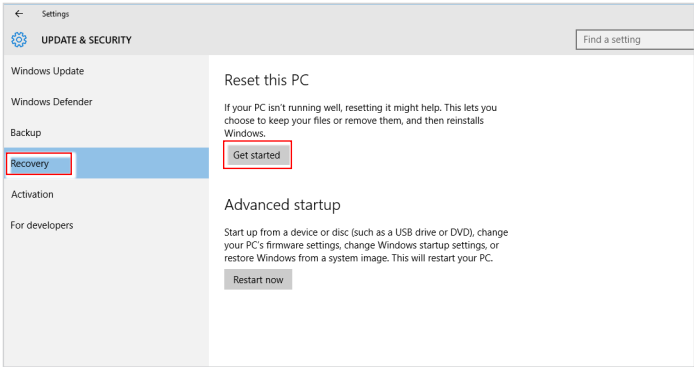 Settings
UPDATE & SECURITY
Find a setting
Windows Update
Windows Defender
Backup
Recovery
Activation
For developers
Reset this PC
If your PC isn't running well, resetting it might help. This lets you
choose to keep your files or remove them, and then reinstalls
Windows.
Get started
Advanced startup
Start up from a device or disc (such as a USB drive or DVD), change
your PC's firmware settings, change Windows startup settings, or
restore Windows from a system image. This will restart your PC.
Restart now